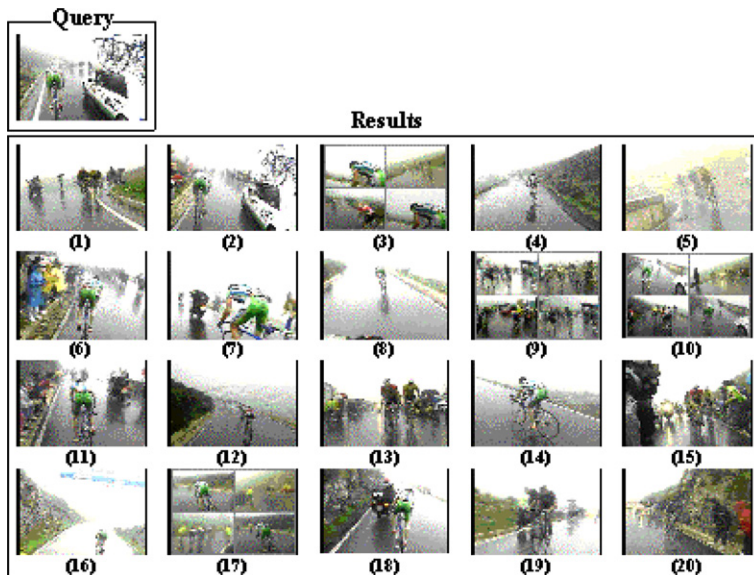 Query
Results
(1) (2) (3) (4) (5)
(6) (7) (8) (9) (10)
(11) (12) (13) (14) (15)
(16) (17) (18) (19) (20)